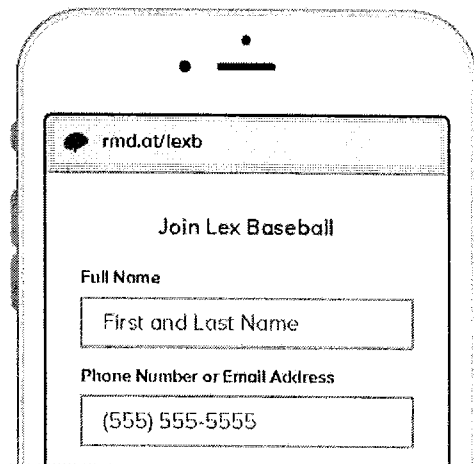 rmd.at/lexb
Join Lex Baseball
Full Name
First and Last Name
Phone Number or Email Address
(555) 555-5555